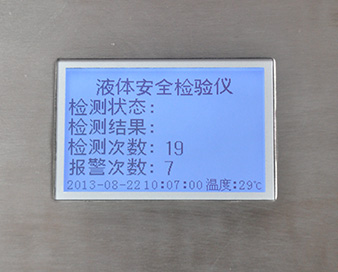 液体安全检验仪
检测状态:
检测结果:
检测次数: 19
报警次数: 7
2013-08-22 10:07:00 温度:29℃